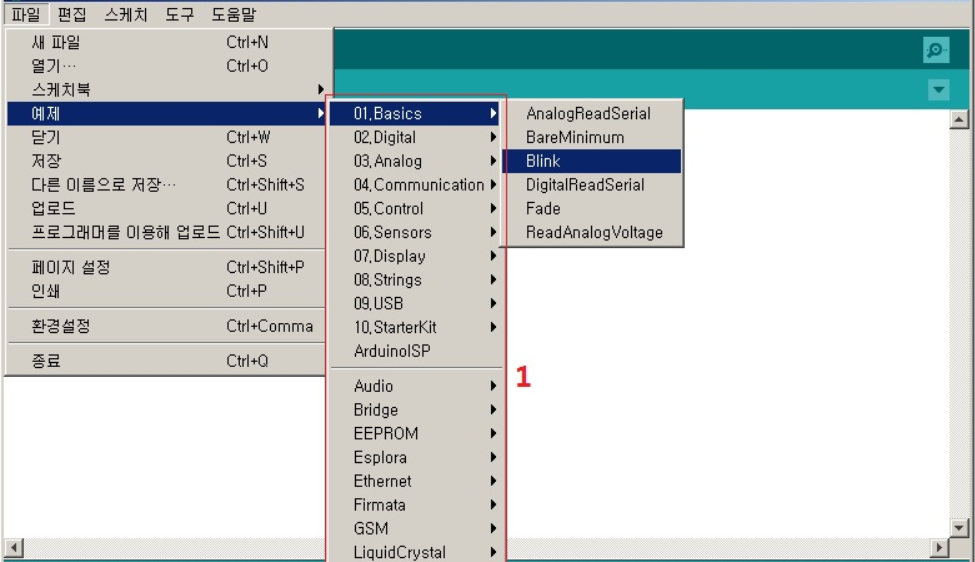 파일 편집 스케치 도구 도움말
새 파일 Ctrl+N
열기… Ctrl+O
스케치북
예제
닫기 Ctrl+W
저장 Ctrl+S
다른 이름으로 저장… Ctrl+Shift+S
업로드 Ctrl+U
프로그래머를 이용해 업로드 Ctrl+Shift+U
페이지 설정 Ctrl+Shift+P
인쇄 Ctrl+P
환경설정 Ctrl+Comma
종료 Ctrl+Q
01.Basics
02.Digital
03.Analog
04.Communication
05.Control
06.Sensors
07.Display
08.Strings
09.USB
10.StarterKit
ArduinoISP
Audio
Bridge
EEPROM
Esplora
Ethernet
Firmata
GSM
LiquidCrystal
AnalogReadSerial
BareMinimum
Blink
DigitalReadSerial
Fade
ReadAnalogVoltage
1